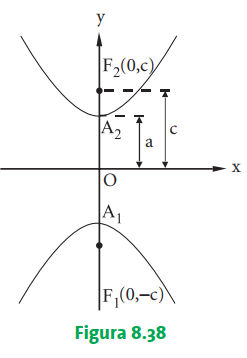 y
F₂(0,c)
A₂
a
c
x
O
A₁
F₁(0,–c)
Figura 8.38